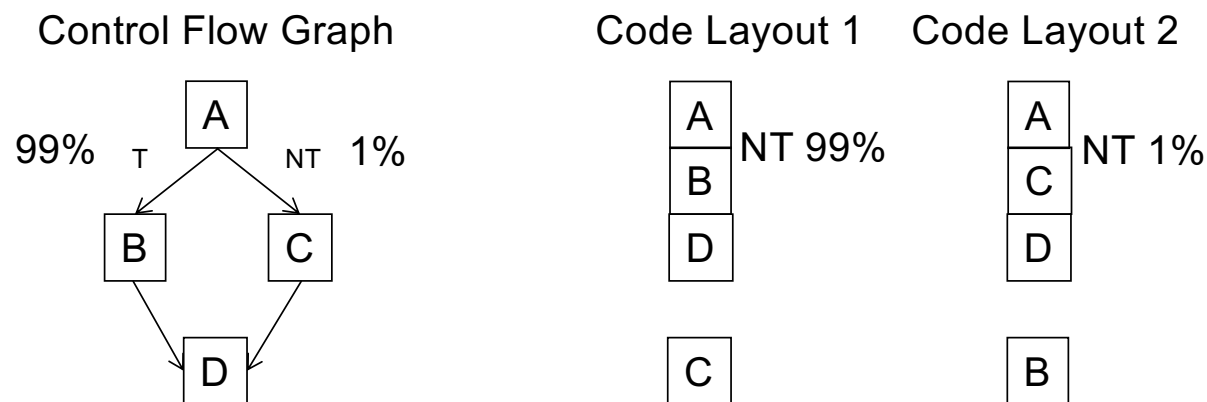 Control Flow Graph
Code Layout 1
Code Layout 2
A
99% T NT 1%
B
C
D
A
NT 99%
B
D
C
A
NT 1%
C
D
B